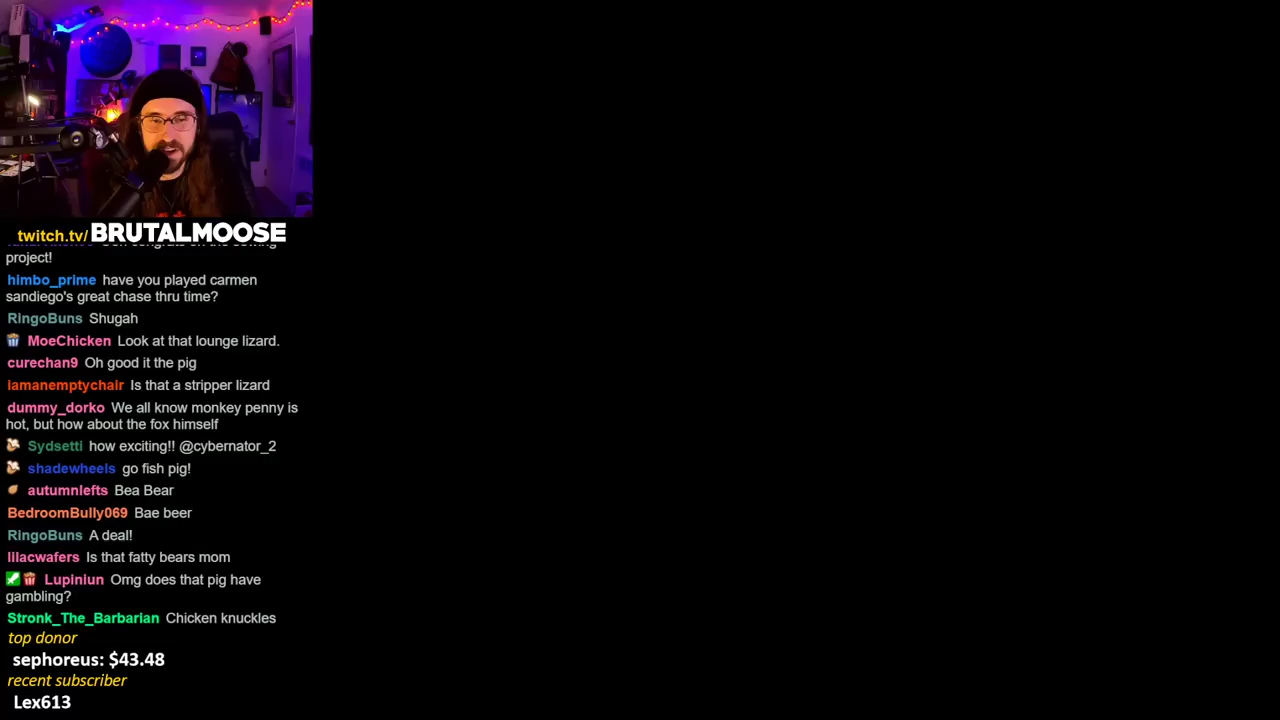 twitch.tv/BRUTALMOOSE
project!
himbo_prime have you played carmen
sandiego's great chase thru time?
RingoBuns Shugah
MoeChicken Look at that lounge lizard.
curechan9 Oh good it the pig
iamanemptychair Is that a stripper lizard
dummy_dorko We all know monkey penny is
hot, but how about the fox himself
Sydsetti how exciting!! @cybernator_2
shadewheels go fish pig!
autumnlefts Bea Bear
BedroomBully069 Bae beer
RingoBuns A deal!
lilacwafers Is that fatty bears mom
Lupiniun Omg does that pig have
gambling?
Stronk_The_Barbarian Chicken knuckles
top donor
sephoreus: $43.48
recent subscriber
Lex613